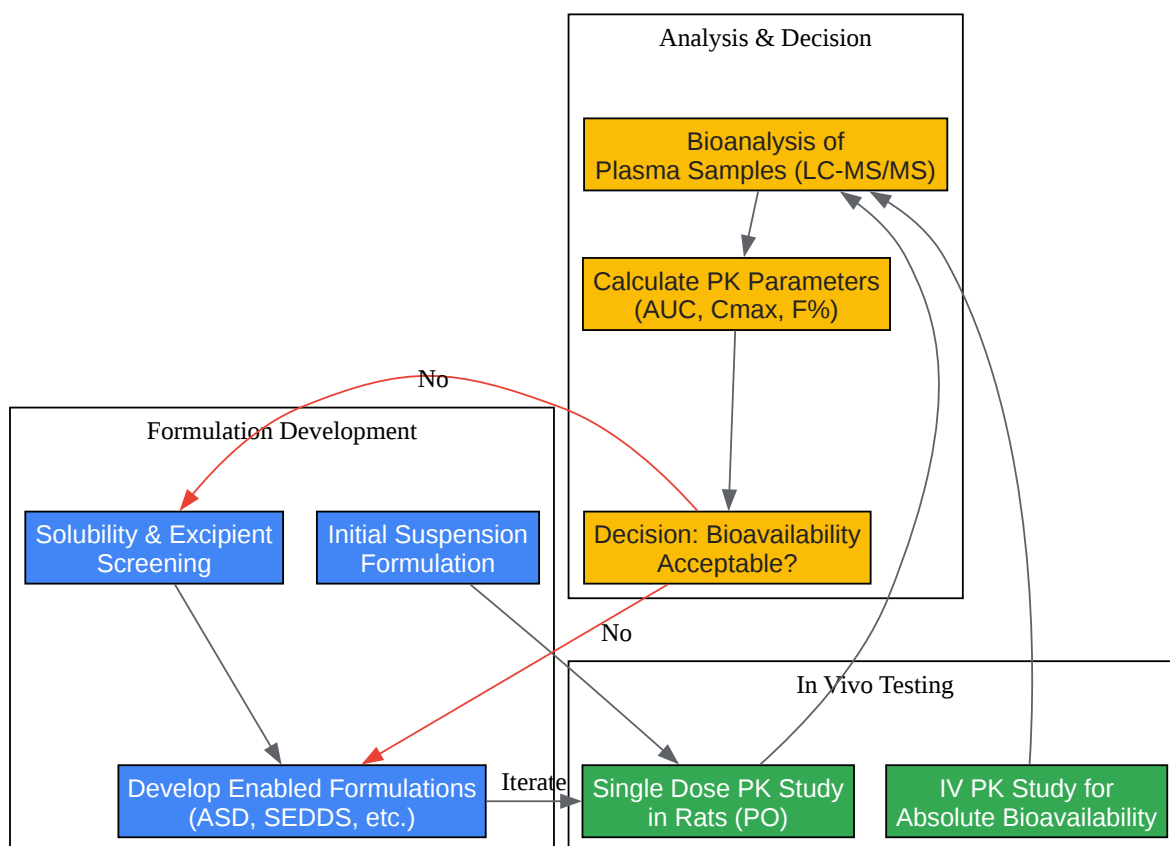 Analysis & Decision
Bioanalysis of
Plasma Samples (LC-MS/MS)
Calculate PK Parameters
(AUC, Cmax, F%)
No
Formulation Development
Solubility & Excipient
Screening
Initial Suspension
Formulation
Decision: Bioavailability
Acceptable?
No
In Vivo Testing
Develop Enabled Formulations
(ASD, SEDDS, etc.)
Iterate
Single Dose PK Study
in Rats (PO)
IV PK Study for
Absolute Bioavailability